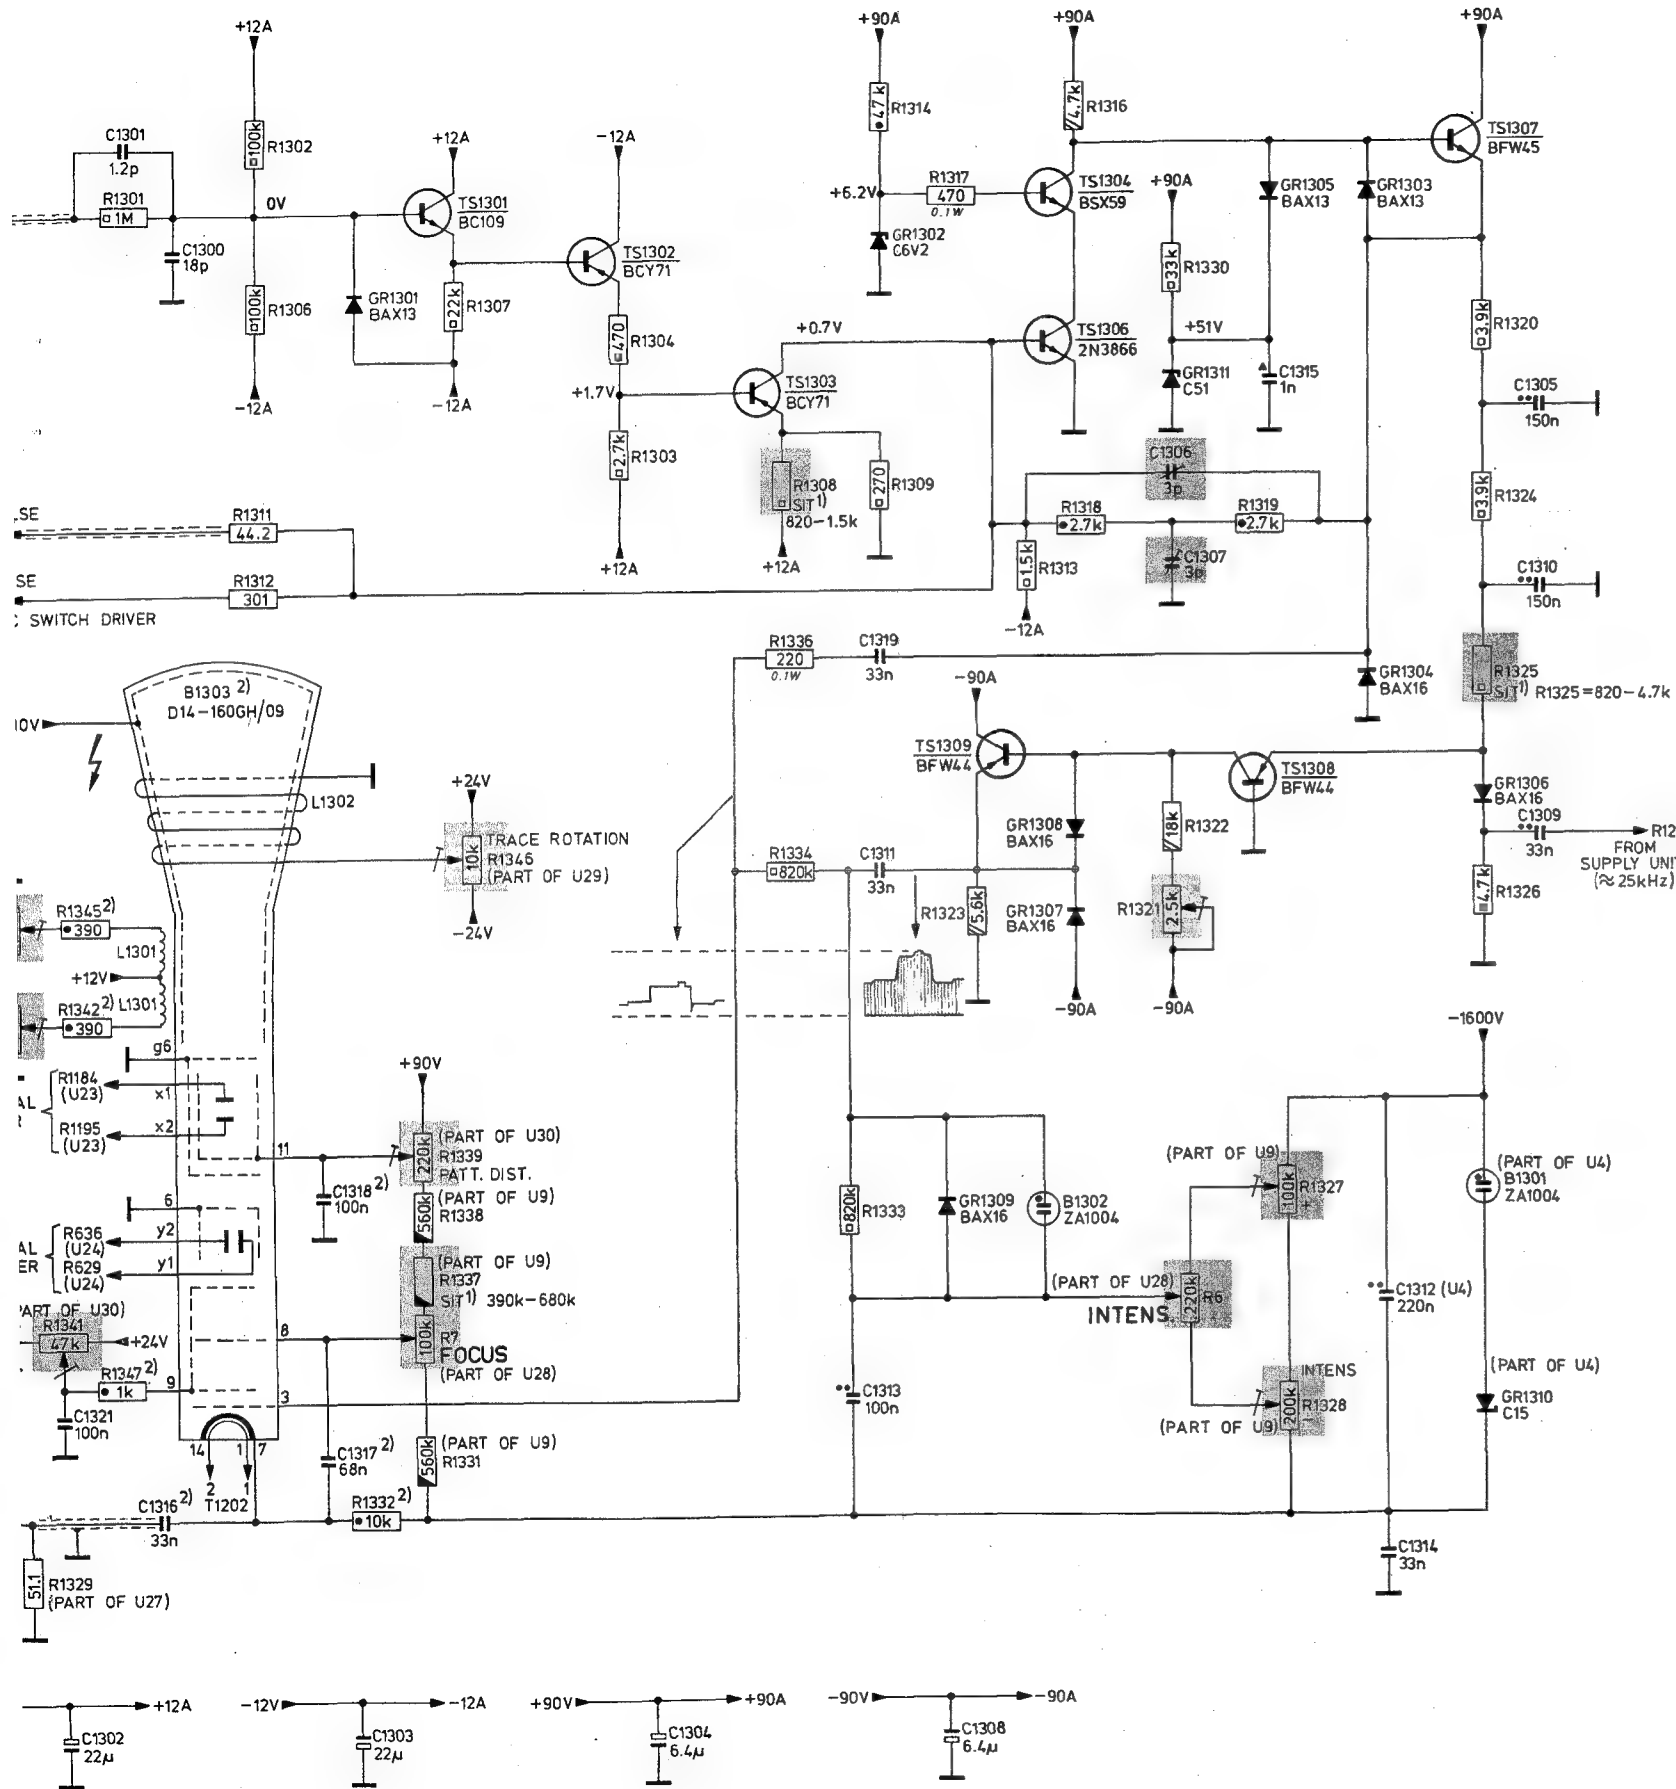 +12A
+90A
+90A
+90A
C1301
1.2p
R1301
1M
C1300
18p
100k
R1302
0V
100k
R1306
-12A
GR1301
BAX13
+12A
TS1301
BC109
22k
R1307
-12A
-12A
TS1302
BCY71
470
R1304
+1.7V
2.7k
R1303
+12A
TS1303
BCY71
+0.7V
R1308
SIT 1)
820-1.5k
+12A
270
R1309
47k
R1314
+6.2V
R1317
470
0.1W
GR1302
C6V2
4.7k
R1316
TS1304
BSX59
TS1306
2N3866
+90A
33k
R1330
+51V
GR1311
C51
GR1305
BAX13
C1315
1n
GR1303
BAX13
TS1307
BFW45
3.9k
R1320
C1305
150n
3.9k
R1324
C1310
150n
C1306
3p
R1318
2.7k
R1319
2.7k
C1307
3p
1.5k
R1313
-12A
LSE
R1311
44.2
SE
R1312
301
C SWITCH DRIVER
R1336
220
0.1W
C1319
33n
GR1304
BAX16
R1325
SIT 1) R1325=820-4.7k
B1303 2)
D14-160GH/09
10V
L1302
+24V
10k
TRACE ROTATION
R1346
(PART OF U29)
-24V
-90A
TS1309
BFW44
TS1308
BFW44
GR1308
BAX16
GR1307
BAX16
-90A
18k
R1322
2.5k
R1321
-90A
GR1306
BAX16
C1309
33n
R12
FROM
SUPPLY UNI
(≈25kHz)
4.7k
R1326
R1334
820k
C1311
33n
R1323
5.6k
R1345 2)
390
L1301
+12V
L1301
R1342 2)
390
g6
R1184
(U23)
x1
x2
R1195
(U23)
AL
R
11
C1318 2)
100n
+90V
220k
(PART OF U30)
R1339
PATT. DIST.
560k
(PART OF U9)
R1338
(PART OF U9)
R1337
SIT 1) 390k-680k
100k
R7
FOCUS
(PART OF U28)
560k
(PART OF U9)
R1331
6
R636
(U24)
R629
(U24)
y2
y1
AL
ER
PART OF U30)
R1341
47k
+24V
R1347 2)
1k
9
8
3
C1321
100n
14
1
7
2
1
T1202
C1317 2)
68n
C1316 2)
33n
R1332 2)
10k
51.1
R1329
(PART OF U27)
820k
R1333
GR1309
BAX16
B1302
ZA1004
C1313
100n
(PART OF U28)
INTENS.
220k
R6
(PART OF U9)
100k
R1327
+
INTENS
200k
R1328
-
(PART OF U9)
-1600V
C1312 (U4)
220n
(PART OF U4)
B1301
ZA1004
(PART OF U4)
GR1310
C15
C1314
33n
+12A
C1302
22µ
-12V
-12A
C1303
22µ
+90V
+90A
C1304
6.4µ
-90V
-90A
C1308
6.4µ